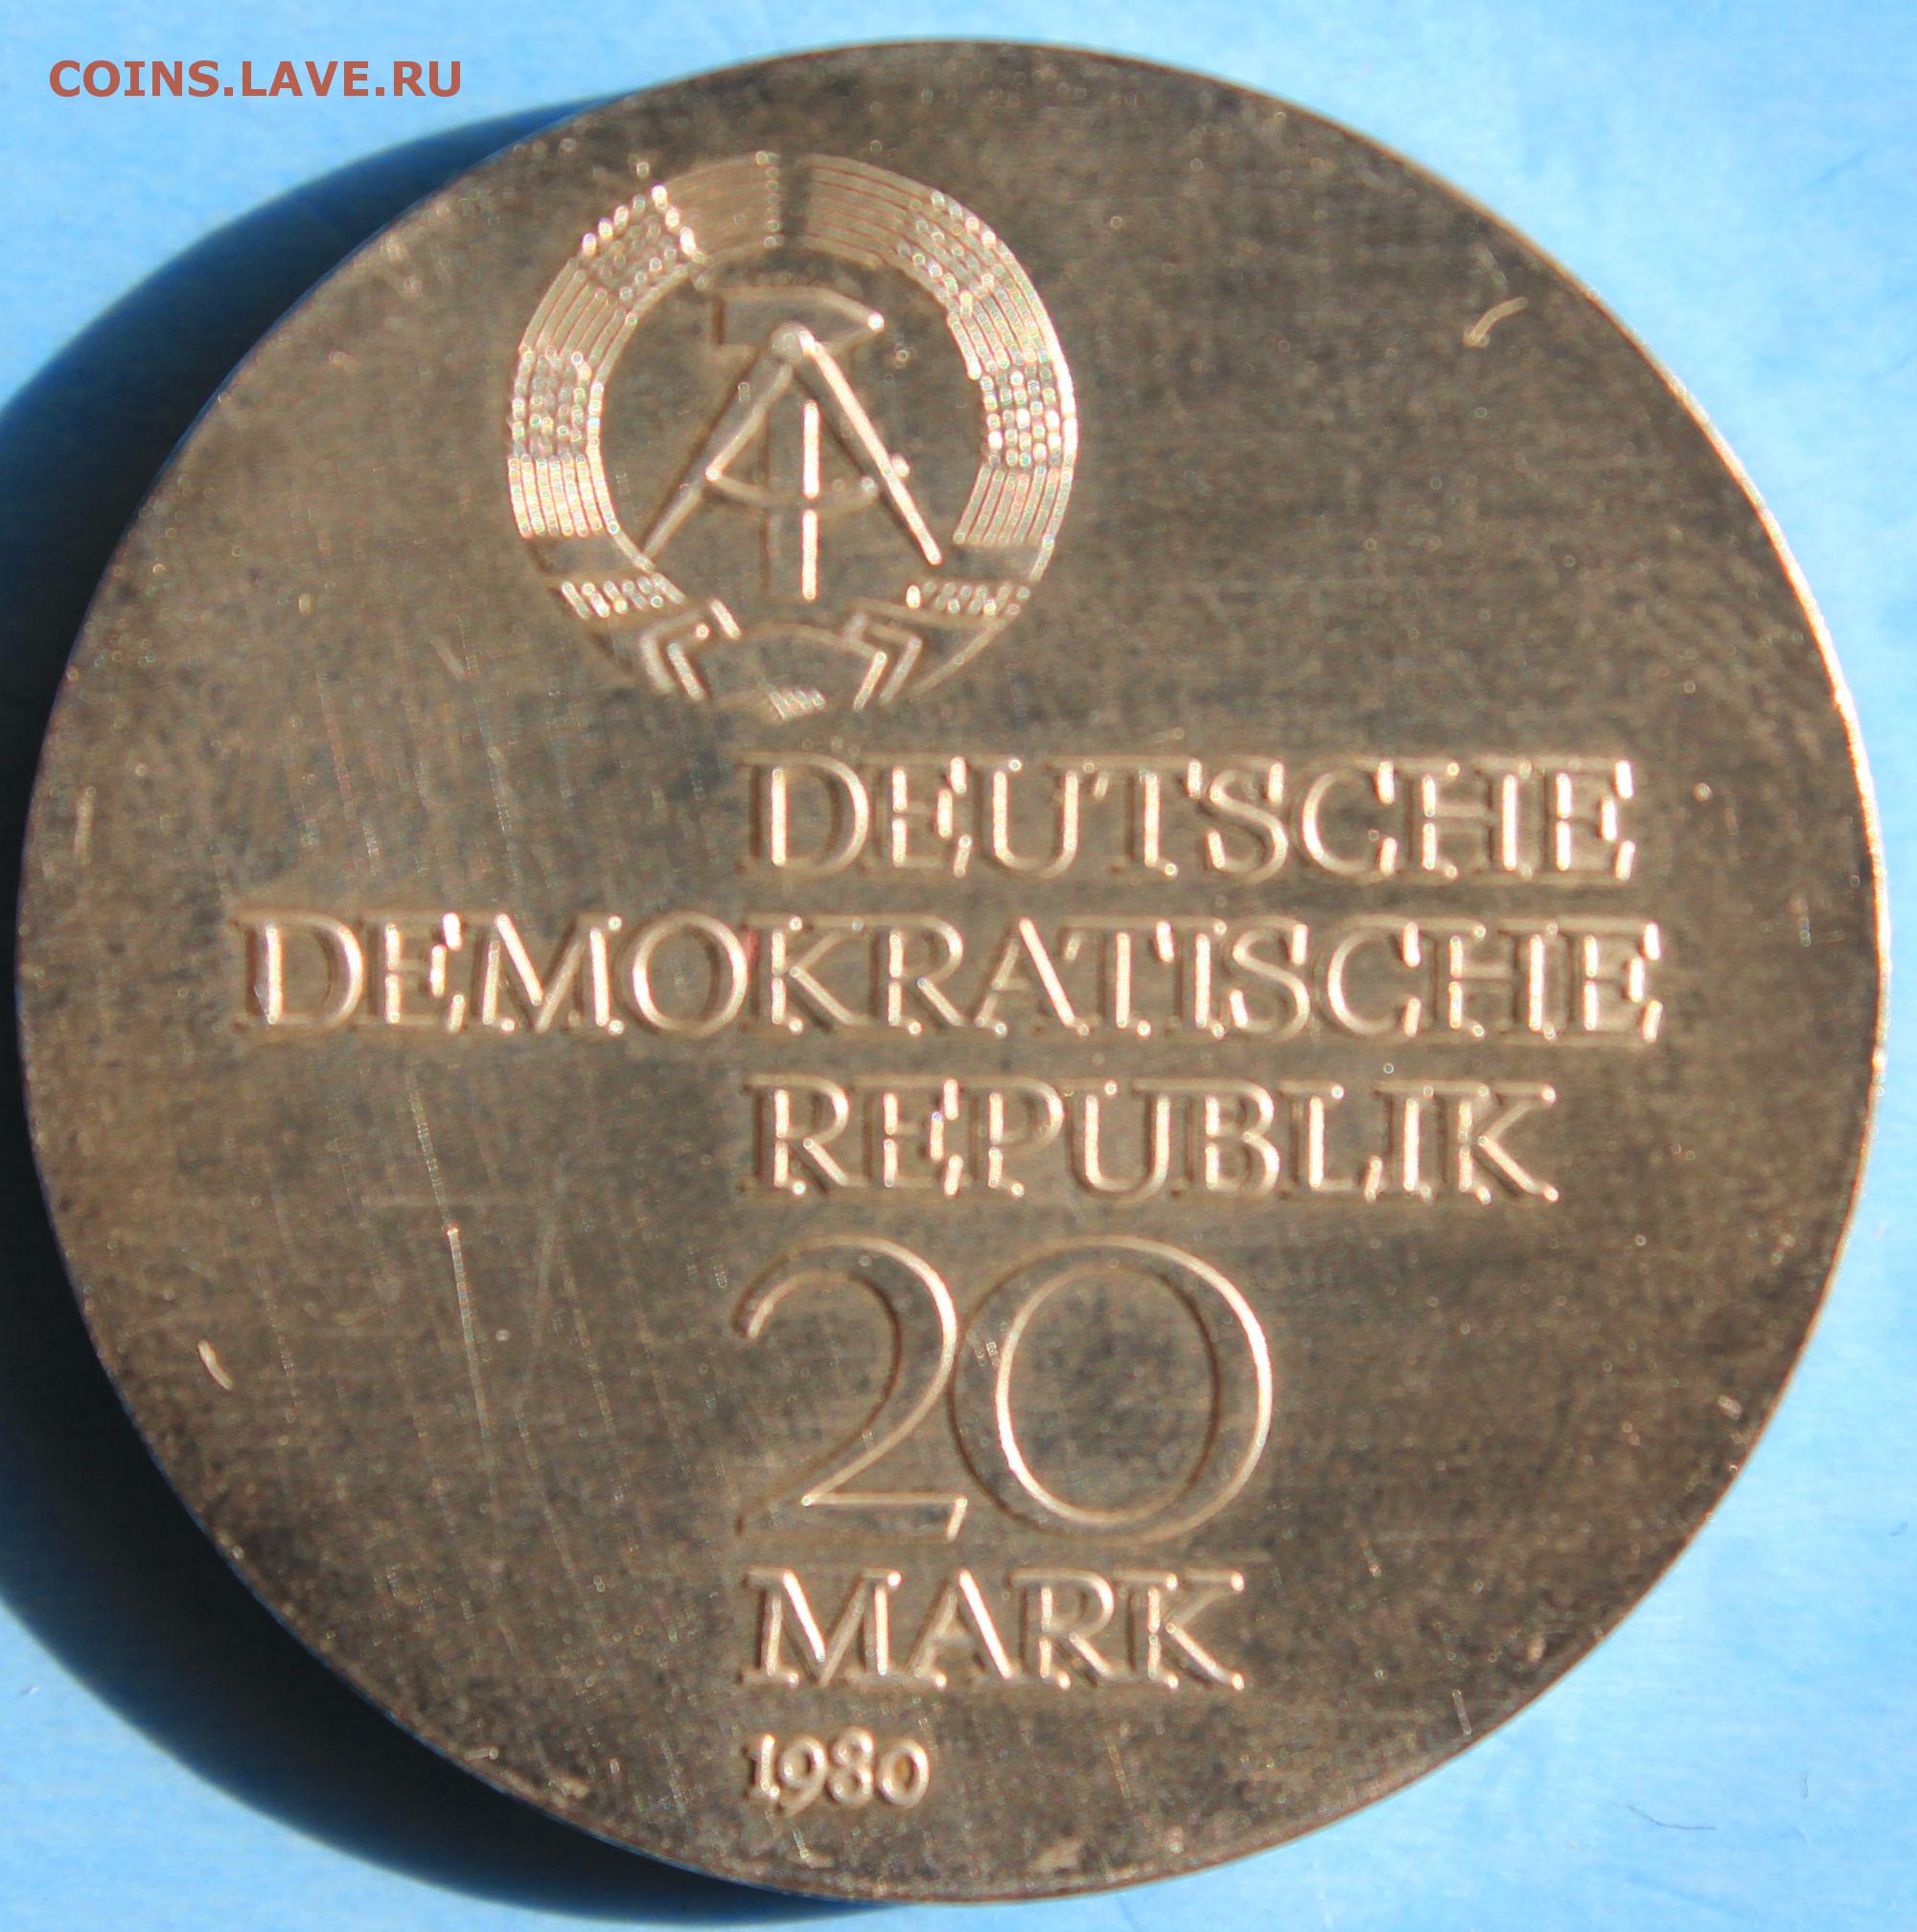 COINS.LAVE.RU
DEUTSCHE
DEMOKRATISCHE
REPUBLIK
20
MARK
1980